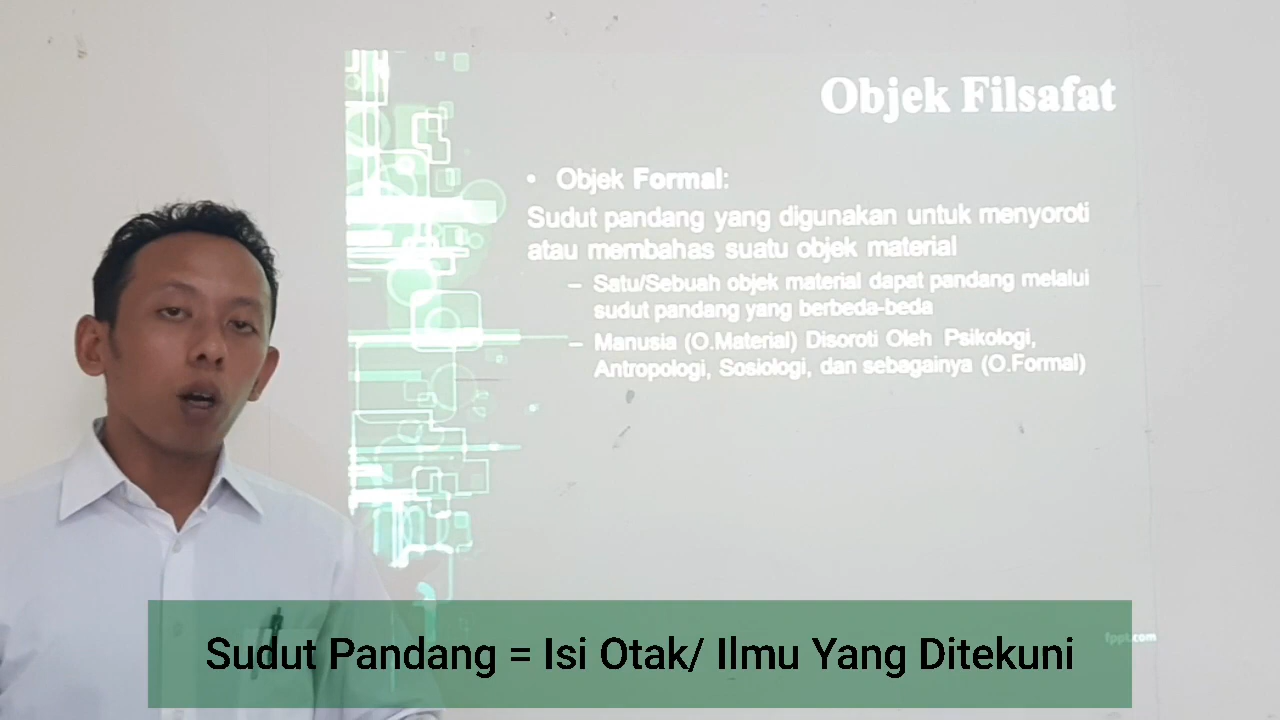 Objek Filsafat
• Objek Formal:
Sudut pandang yang digunakan untuk menyoroti
atau membahas suatu objek material
– Satu/Sebuah objek material dapat pandang melalui
sudut pandang yang berbeda-beda
– Manusia (O.Material) Disoroti Oleh Psikologi,
Antropologi, Sosiologi, dan sebagainya (O.Formal)
fppt.com
Sudut Pandang = Isi Otak/ Ilmu Yang Ditekuni